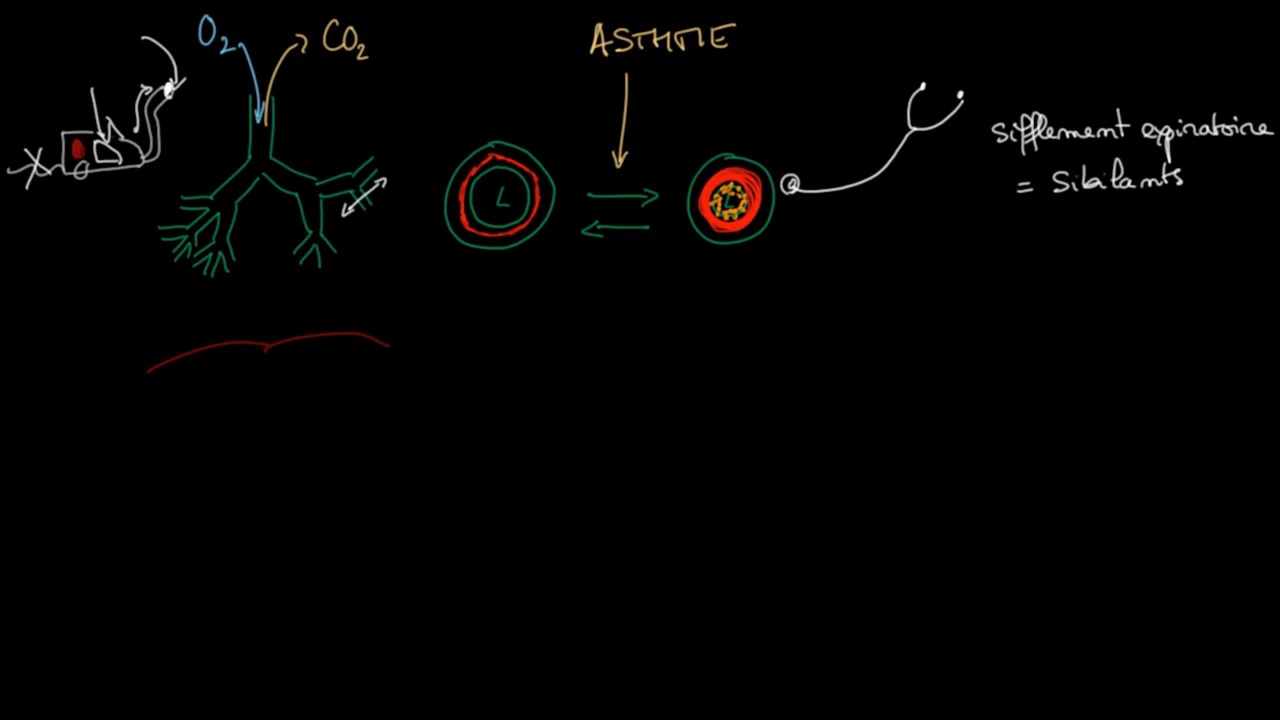 O₂
CO₂
ASTHME
L
L
sifflement expiratoire
= Sibilants